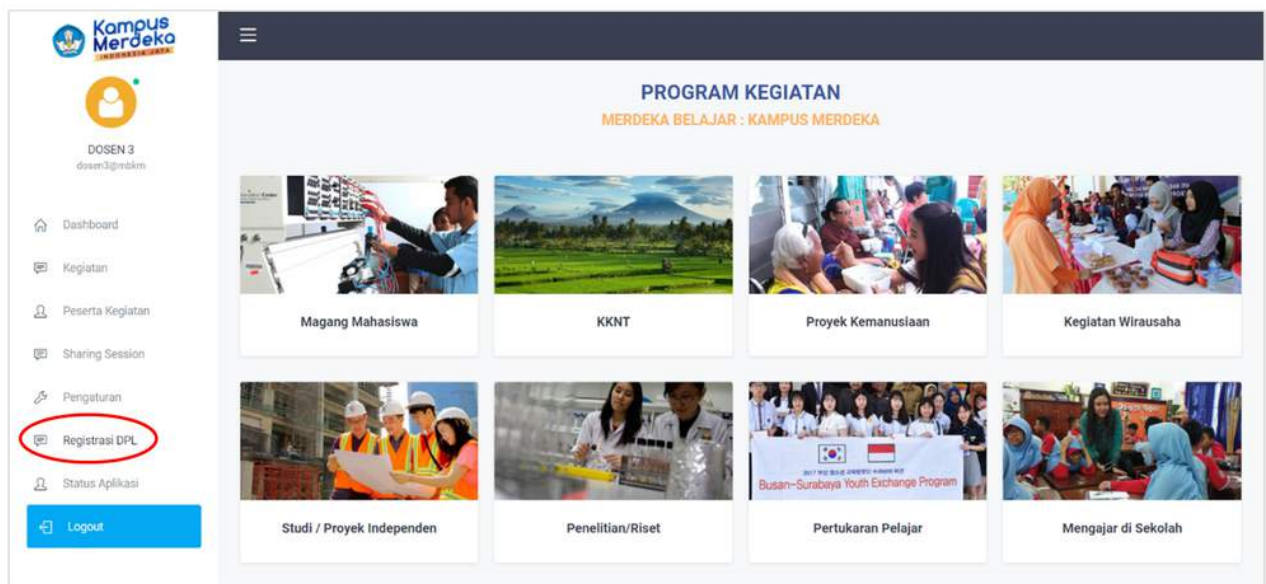 Kampus
Merdeka
INDONESIA JAYA
DOSEN 3
dosen3@mbkm
Dashboard
Kegiatan
Peserta Kegiatan
Sharing Session
Pengaturan
Registrasi DPL
Status Aplikasi
Logout
PROGRAM KEGIATAN
MERDEKA BELAJAR : KAMPUS MERDEKA
Magang Mahasiswa
KKNT
Proyek Kemanusiaan
Kegiatan Wirausaha
Busan-Surabaya Youth Exchange Program
Studi / Proyek Independen
Penelitian/Riset
Pertukaran Pelajar
Mengajar di Sekolah